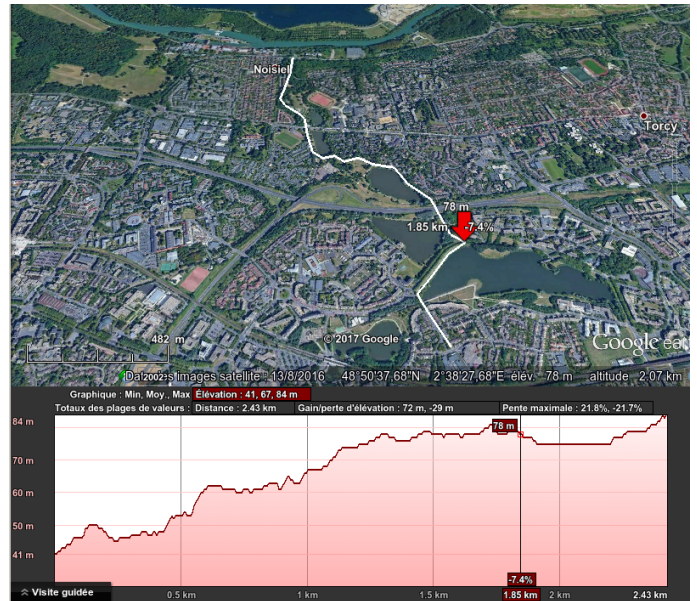 Noisiel
Torcy
78 m
1.85 km -7.4%
482 m
© 2017 Google
Google ea
2002 es Images satellite : 13/8/2016 48°50'37,68"N 2°38'27,68"E élév. 78 m altitude 2.07 km
Graphique : Min, Moy., Max Élévation : 41, 67, 84 m
Totaux des plages de valeurs : Distance : 2.43 km Gain/perte d'élévation : 72 m, -29 m Pente maximale : 21.8%, -21.7%
84 m
78 m
70 m
60 m
50 m
41 m
-7.4%
Visite guidée 0.5 km 1 km 1.5 km 1.85 km 2 km 2.43 km